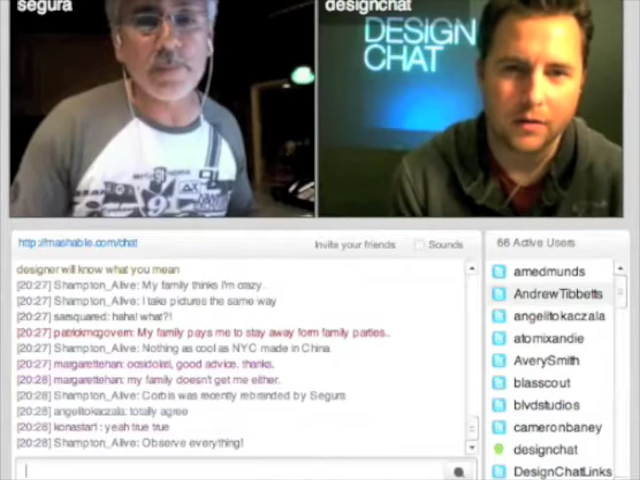 segura
designchat
DESIGN
CHAT
91
http://mashable.com/chat
Invite your friends
Sounds
66 Active Users
designer will know what you mean
[20:27] Shampton_Alive: My family thinks I'm crazy.
[20:27] Shampton_Alive: I take pictures the same way
[20:27] sarsquared: haha! what?!
[20:27] patrickmcgovern: My family pays me to stay away form family parties..
[20:27] Shampton_Alive: Nothing as cool as NYC made in China
[20:27] margarettehan: ocsidolati, good advice. thanks.
[20:28] margarettehan: my family doesn't get me either.
[20:28] Shampton_Alive: Corbis was recently rebranded by Segura
[20:28] angelitokaczala: totally agree
[20:28] konastar1: yeah true true
[20:28] Shampton_Alive: Observe everything!
amedmunds
AndrewTibbetts
angelitokaczala
atomixandie
AverySmith
blasscout
blvdstudios
cameronbaney
designchat
DesignChatLinks